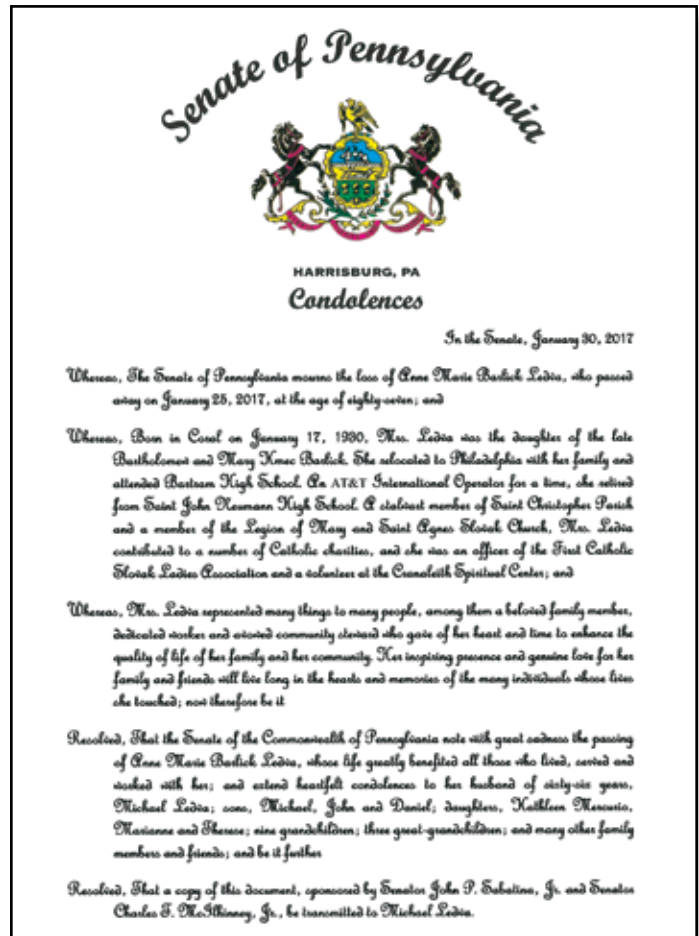 Senate of Pennsylvania
HARRISBURG, PA
Condolences
In the Senate, January 30, 2017
Whereas, The Senate of Pennsylvania mourns the loss of Anne Marie Barlick Ledva, who passed
away on January 25, 2017, at the age of eighty-seven; and
Whereas, Born in Coral on January 17, 1930, Mrs. Ledva was the daughter of the late
Bartholomew and Mary Kmec Barlick. She relocated to Philadelphia with her family and
attended Bartram High School. An AT&T International Operator for a time, she retired
from Saint John Neumann High School. A stalwart member of Saint Christopher Parish
and a member of the Legion of Mary and Saint Agnes Slovak Church, Mrs. Ledva
contributed to a number of Catholic charities, and she was an officer of the First Catholic
Slovak Ladies Association and a volunteer at the Cranaleith Spiritual Center; and
Whereas, Mrs. Ledva represented many things to many people, among them a beloved family member,
dedicated worker and avowed community steward who gave of her heart and time to enhance the
quality of life of her family and her community. Her inspiring presence and genuine love for her
family and friends will live long in the hearts and memories of the many individuals whose lives
she touched; now therefore be it
Resolved, That the Senate of the Commonwealth of Pennsylvania note with great sadness the passing
of Anne Marie Barlick Ledva, whose life greatly benefited all those who lived, served and
worked with her; and extend heartfelt condolences to her husband of sixty-six years,
Michael Ledva; sons, Michael, John and Daniel; daughters, Kathleen Mercurio,
Marianne and Therese; nine grandchildren; three great-grandchildren; and many other family
members and friends; and be it further
Resolved, That a copy of this document, sponsored by Senator John P. Sabatina, Jr. and Senator
Charles T. McIlhinney, Jr., be transmitted to Michael Ledva.